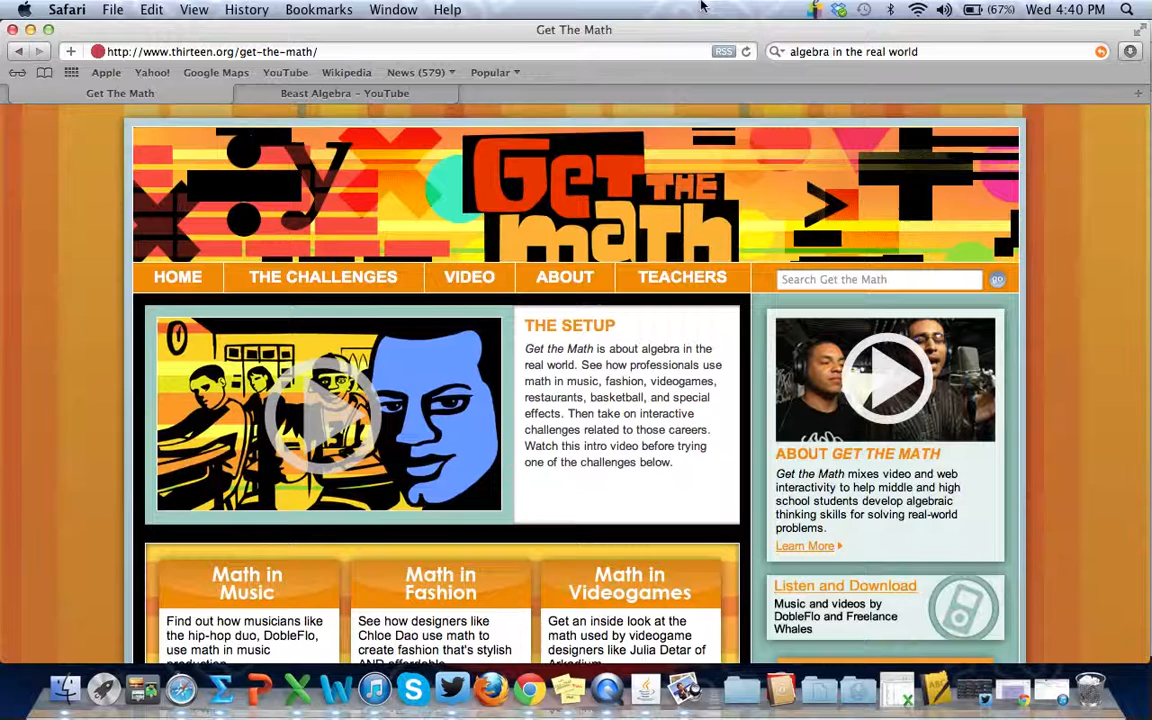 Safari File Edit View History Bookmarks Window Help (67%) Wed 4:40 PM
Get The Math
http://www.thirteen.org/get-the-math/ RSS algebra in the real world
Apple Yahoo! Google Maps YouTube Wikipedia News (579) Popular
Get The Math Beast Algebra – YouTube
y GET THE MATH
HOME THE CHALLENGES VIDEO ABOUT TEACHERS Search Get the Math go
THE SETUP
Get the Math is about algebra in the
real world. See how professionals use
math in music, fashion, videogames,
restaurants, basketball, and special
effects. Then take on interactive
challenges related to those careers.
Watch this intro video before trying
one of the challenges below.
ABOUT GET THE MATH
Get the Math mixes video and web
interactivity to help middle and high
school students develop algebraic
thinking skills for solving real-world
problems.
Learn More
Listen and Download
Music and videos by
DobleFlo and Freelance
Whales
Math in
Music
Find out how musicians like
the hip-hop duo, DobleFlo,
use math in music
production
Math in
Fashion
See how designers like
Chloe Dao use math to
create fashion that's stylish
AND affordable
Math in
Videogames
Get an inside look at the
math used by videogame
designers like Julia Detar of
Arkadium